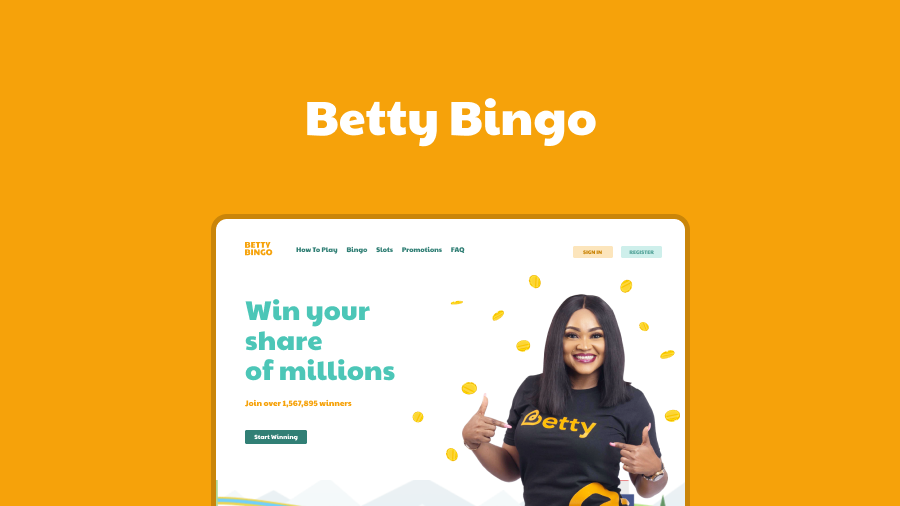 Betty Bingo
BETTY
BINGO
How To Play Bingo Slots Promotions FAQ
SIGN IN REGISTER
Win your
share
of millions
Join over 1,567,895 winners
Start Winning
Betty